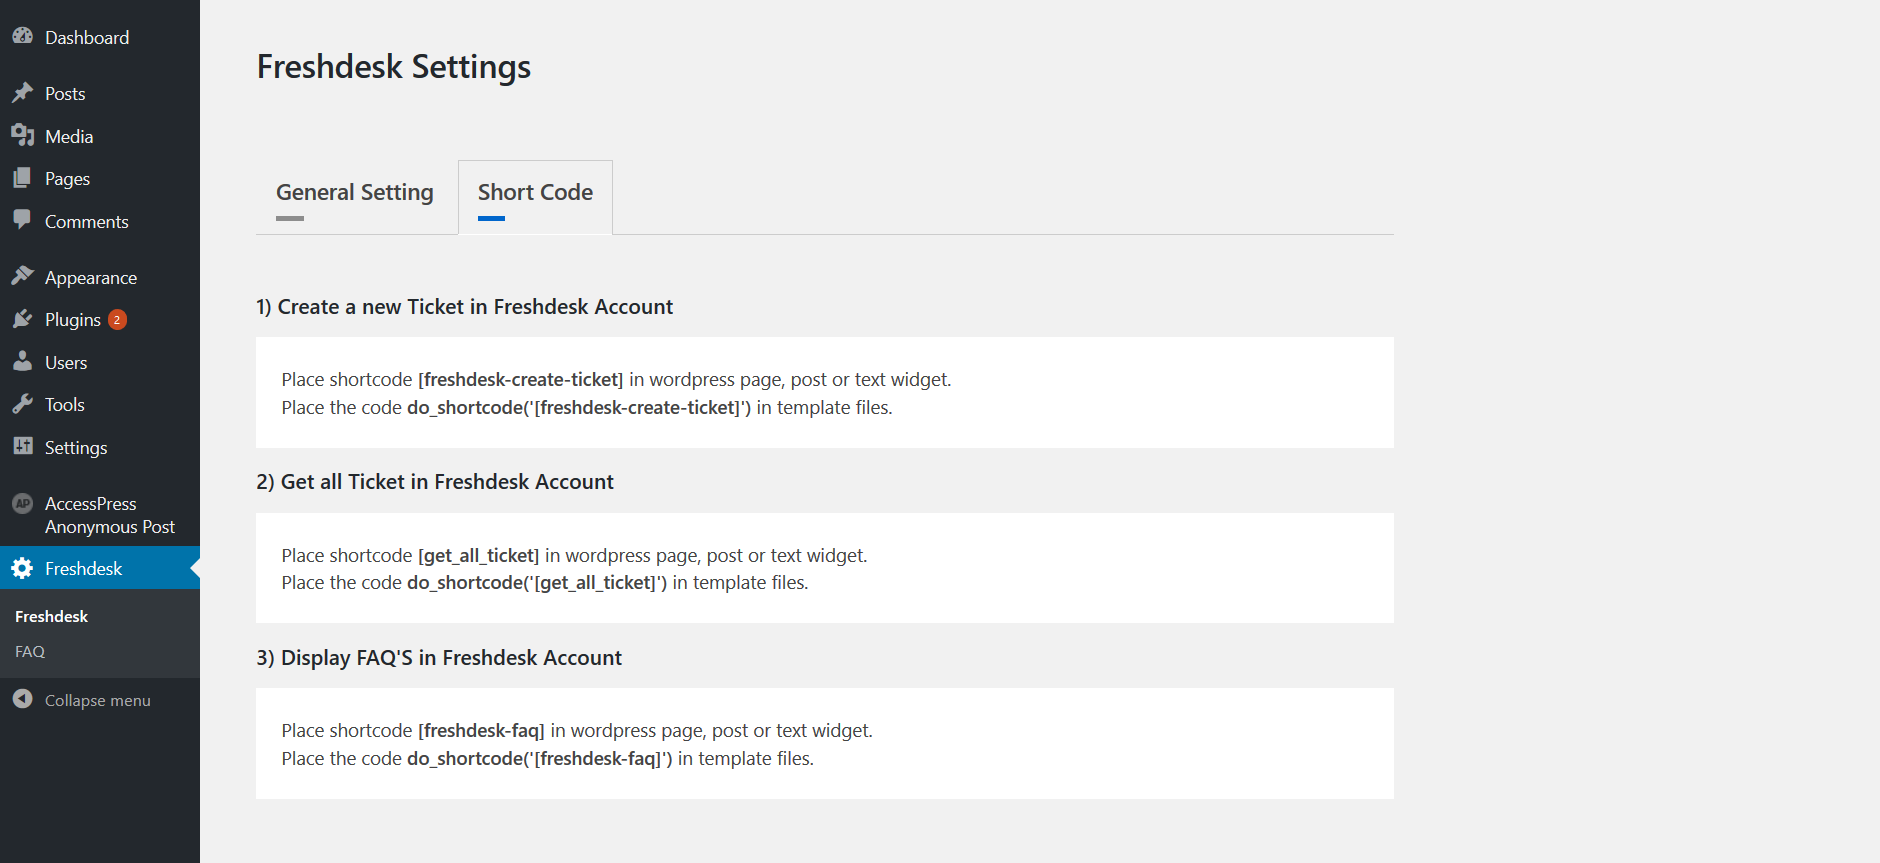 Dashboard
Posts
Media
Pages
Comments
Appearance
Plugins 2
Users
Tools
Settings
AP
AccessPress
Anonymous Post
Freshdesk
Freshdesk
FAQ
Collapse menu
Freshdesk Settings
General Setting
Short Code
1) Create a new Ticket in Freshdesk Account
Place shortcode [freshdesk-create-ticket] in wordpress page, post or text widget.
Place the code do_shortcode('[freshdesk-create-ticket]') in template files.
2) Get all Ticket in Freshdesk Account
Place shortcode [get_all_ticket] in wordpress page, post or text widget.
Place the code do_shortcode('[get_all_ticket]') in template files.
3) Display FAQ'S in Freshdesk Account
Place shortcode [freshdesk-faq] in wordpress page, post or text widget.
Place the code do_shortcode('[freshdesk-faq]') in template files.